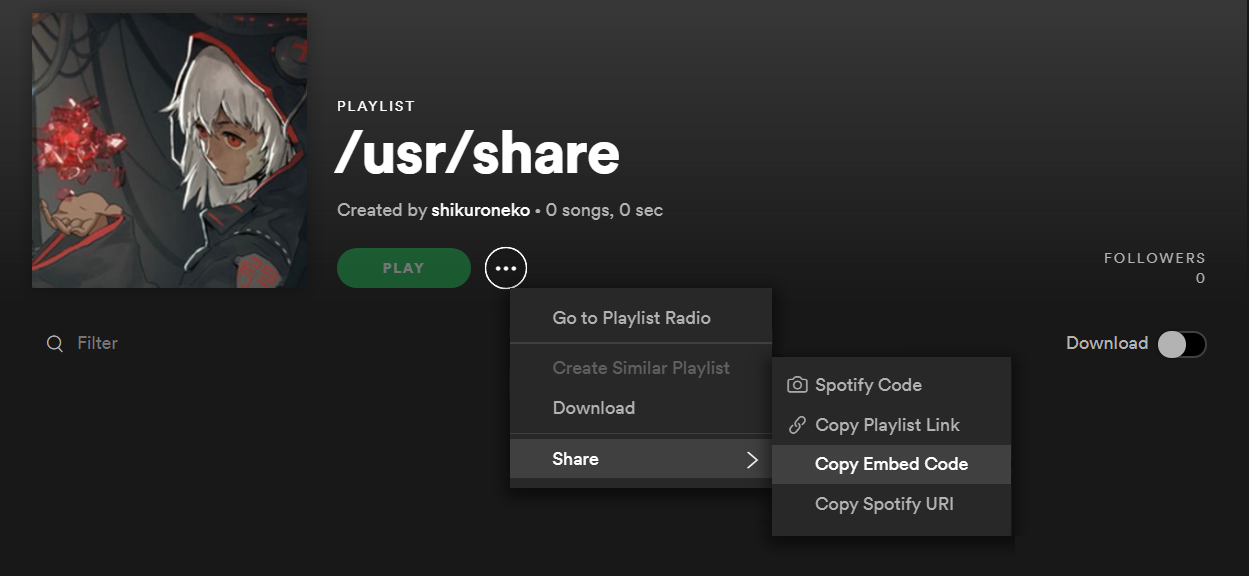 PLAYLIST
/usr/share
Created by shikuroneko • 0 songs, 0 sec
PLAY
FOLLOWERS
0
Filter
Download
Go to Playlist Radio
Create Similar Playlist
Download
Share
Spotify Code
Copy Playlist Link
Copy Embed Code
Copy Spotify URI